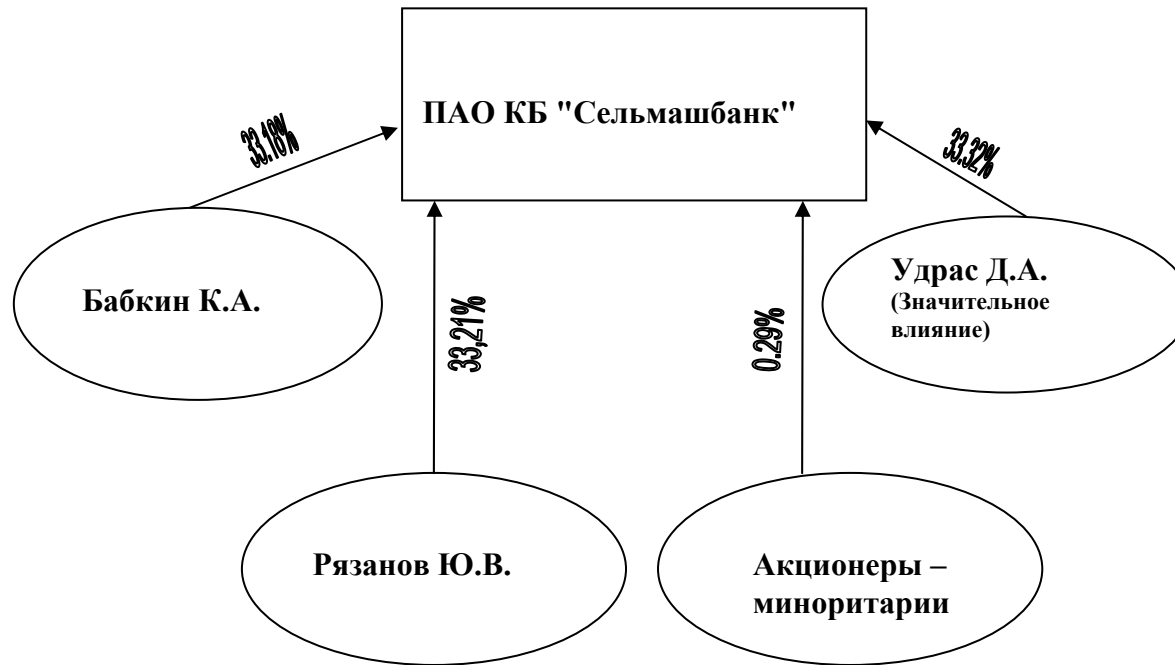 ПАО КБ "Сельмашбанк"
33.18%
33.32%
Бабкин К.А.
Удрас Д.А.
(Значительное
влияние)
33,21%
0.29%
Рязанов Ю.В.
Акционеры –
миноритарии